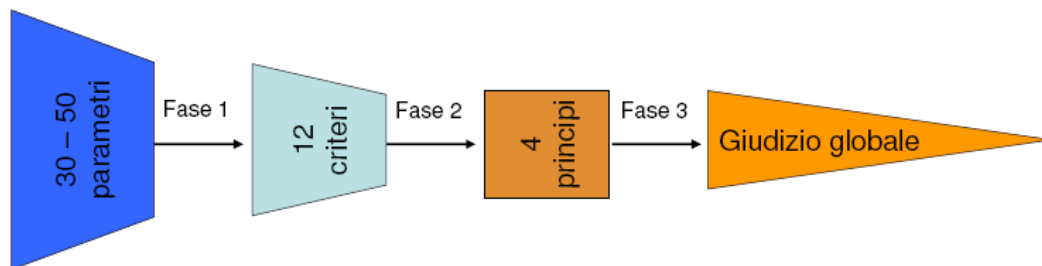 30 – 50
parametri
Fase 1
12
criteri
Fase 2
4
principi
Fase 3
Giudizio globale